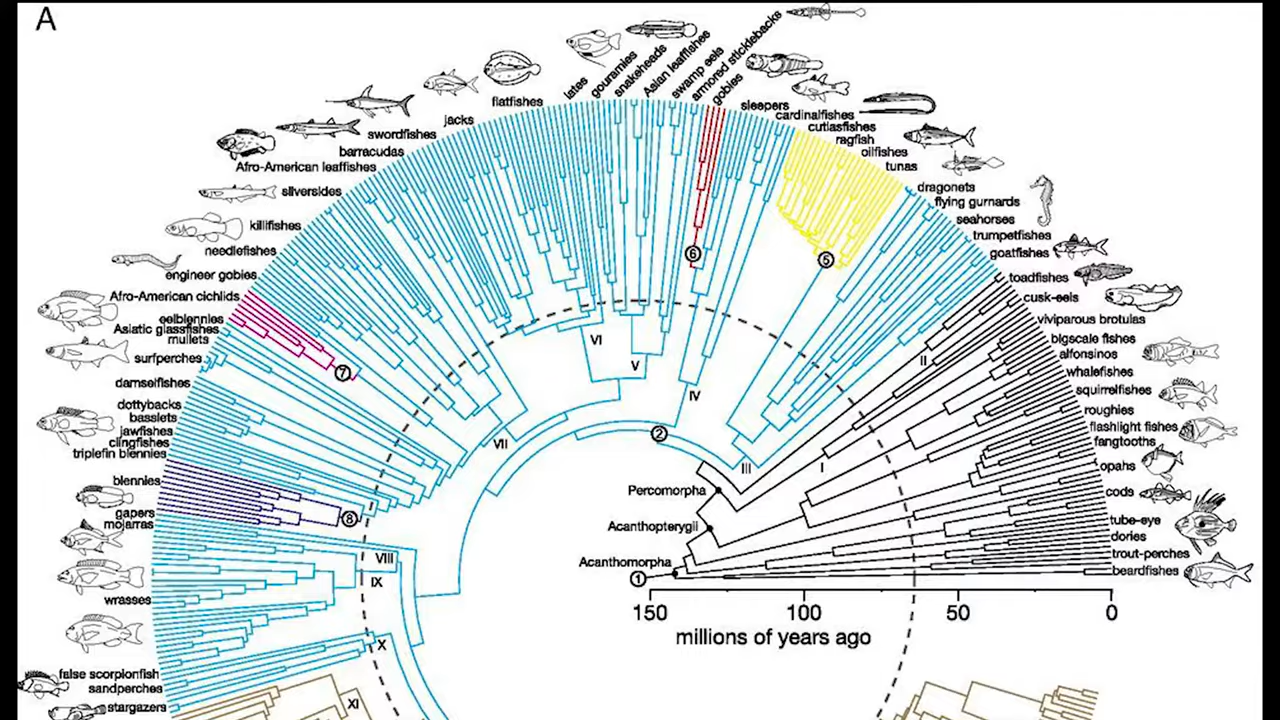 A
armored sticklebacks
swamp eels
Asian leaffishes
snakeheads
gouramies
lates
gobies
flatfishes
sleepers
cardinalfishes
jacks
cutlasfishes
swordfishes
ragfish
barracudas
oilfishes
Afro-American leaffishes
tunas
silversides
dragonets
flying gurnards
killifishes
seahorses
trumpetfishes
needlefishes
goatfishes
engineer gobies
toadfishes
Afro-American cichlids
cusk-eels
eelblennies
viviparous brotulas
Asiatic glassfishes
mullets
bigscale fishes
surfperches
alfonsinos
whalefishes
damselfishes
squirrelfishes
dottybacks
roughies
basslets
jawfishes
flashlight fishes
clingfishes
fangtooths
triplefin blennies
opahs
blennies
cods
gapers
mojarras
tube-eye
dories
trout-perches
beardfishes
wrasses
false scorpionfish
sandperches
stargazers
6
5
7
2
8
1
VI
V
IV
II
VII
III
I
VIII
IX
X
XI
Percomorpha
Acanthopterygii
Acanthomorpha
150 100 50 0
millions of years ago